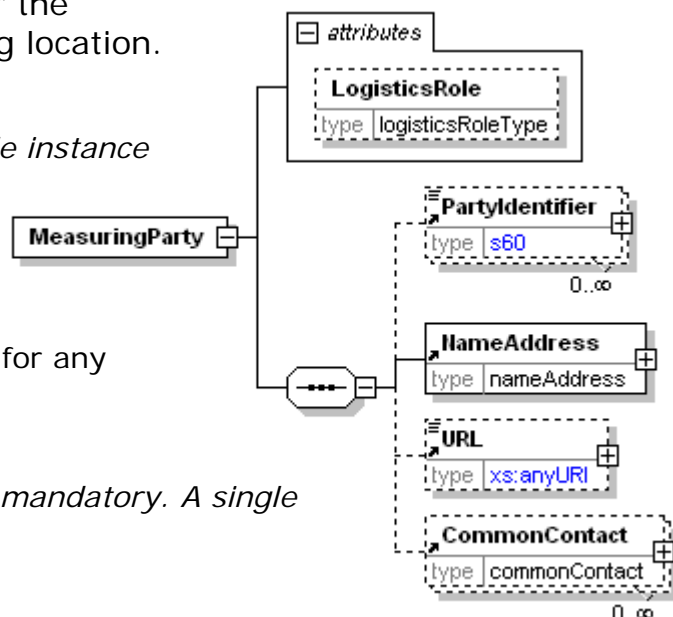 the
g location.
e instance
for any
mandatory. A single
attributes
LogisticsRole
type logisticsRoleType
MeasuringParty
PartyIdentifier
type s60
0..∞
NameAddress
type nameAddress
URL
type xs:anyURI
CommonContact
type commonContact
0..∞